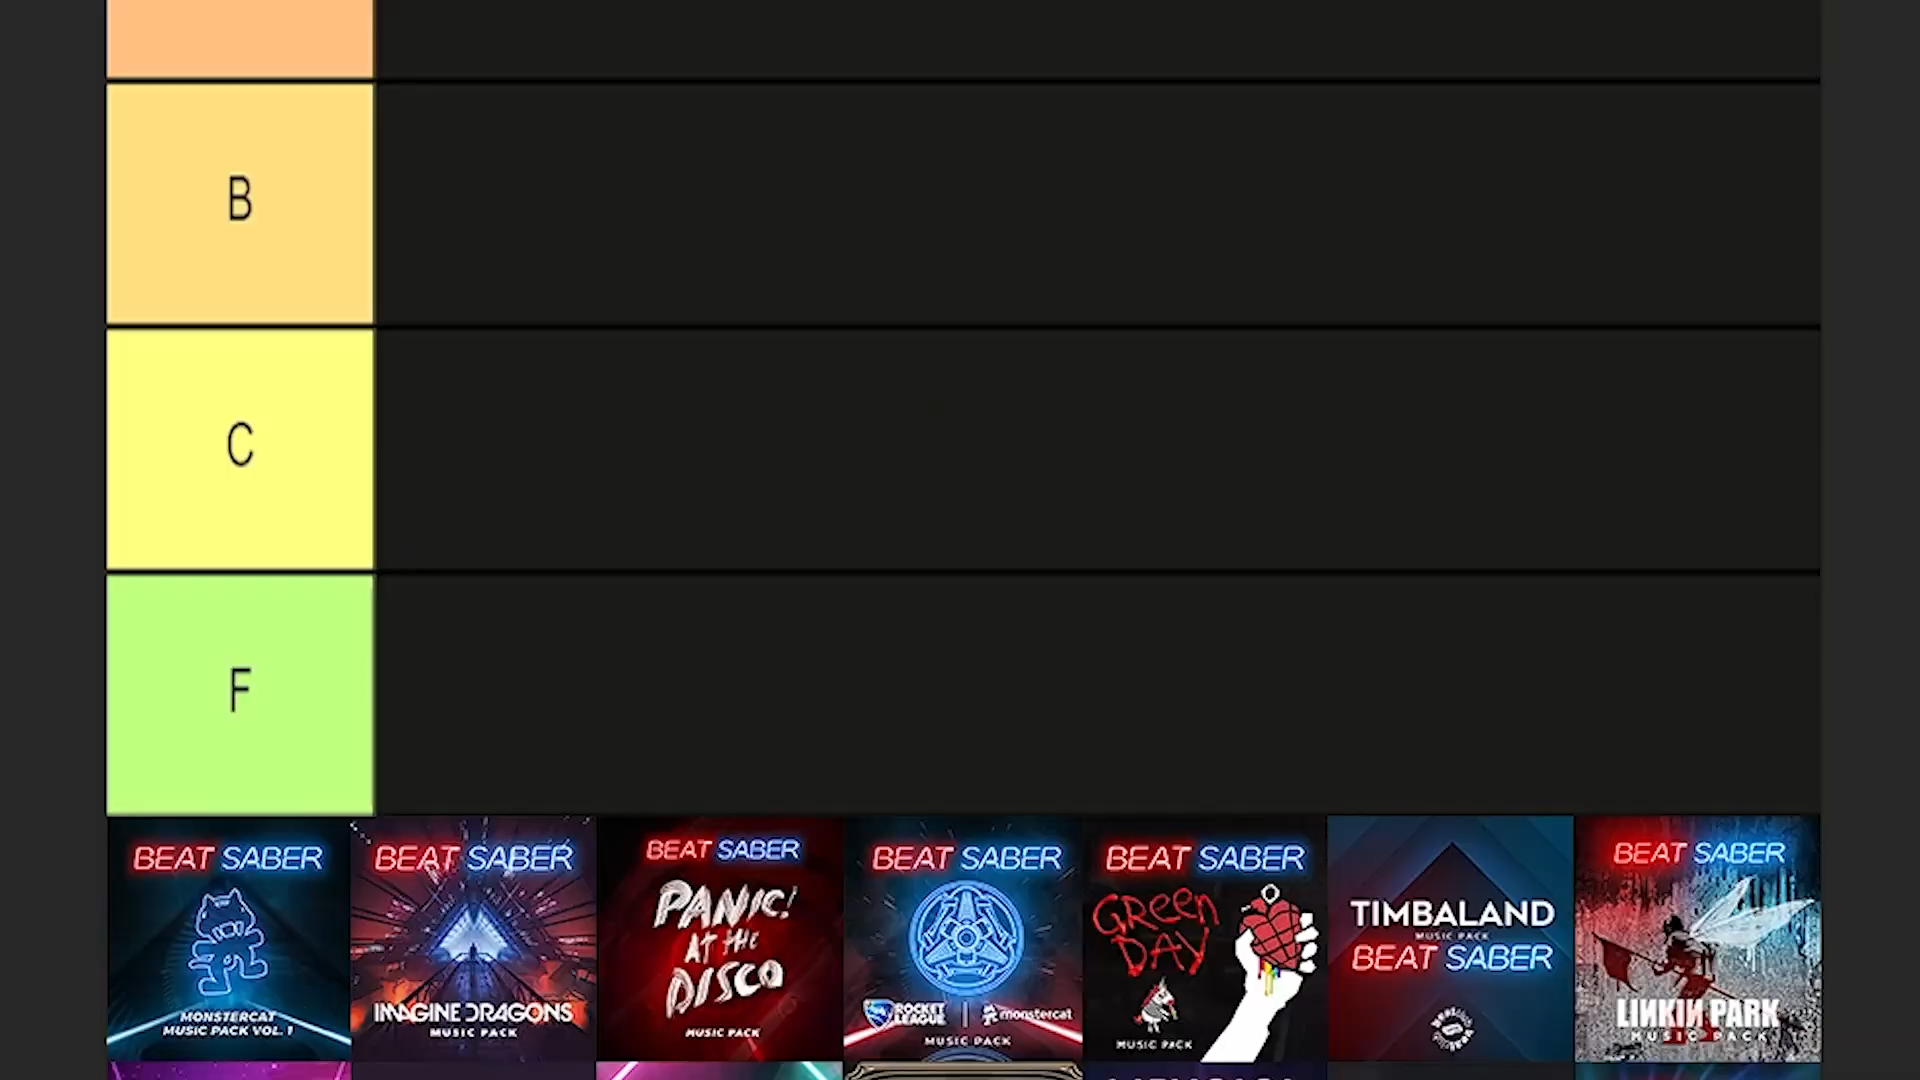 B
C
F
BEAT SABER
MONSTERCAT
MUSIC PACK VOL. 1
BEAT SABER
IMAGINE DRAGONS
MUSIC PACK
BEAT SABER
PANIC!
AT THE
DISCO
MUSIC PACK
BEAT SABER
ROCKET
LEAGUE
monstercat
MUSIC PACK
BEAT SABER
GREEN
DAY
MUSIC PACK
TIMBALAND
MUSIC PACK
BEAT SABER
BEAT SABER
LINKIN PARK
MUSIC PACK